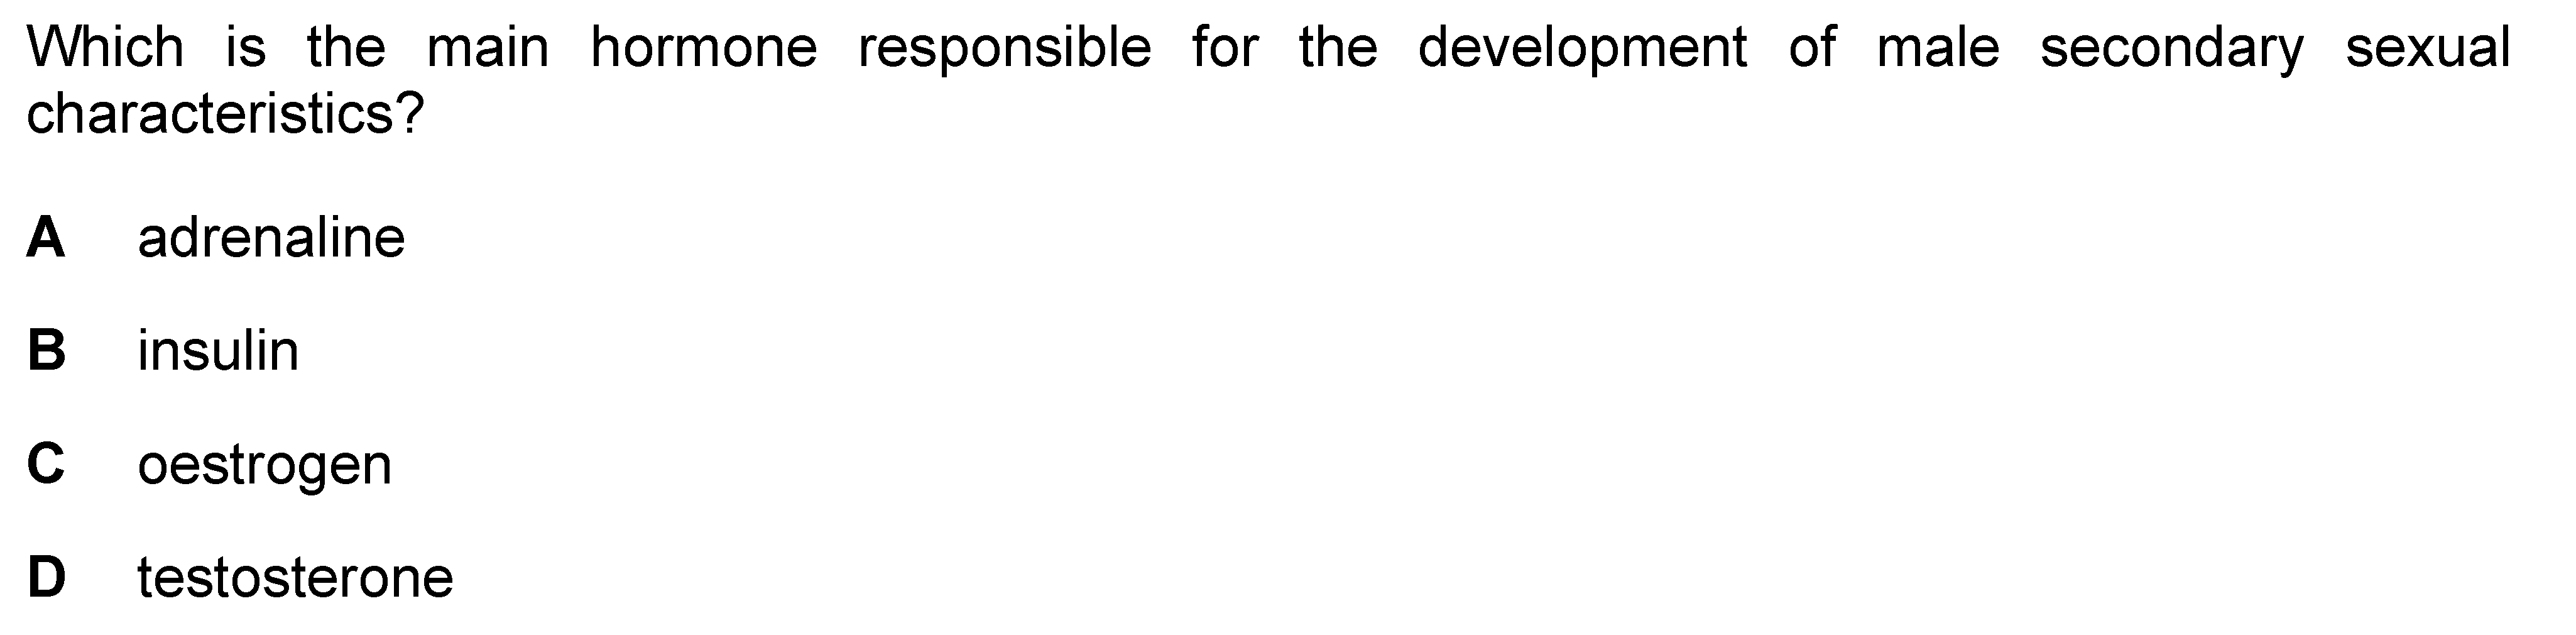 Which is the main hormone responsible for the development of male secondary sexual
characteristics?
A adrenaline
B insulin
C oestrogen
D testosterone